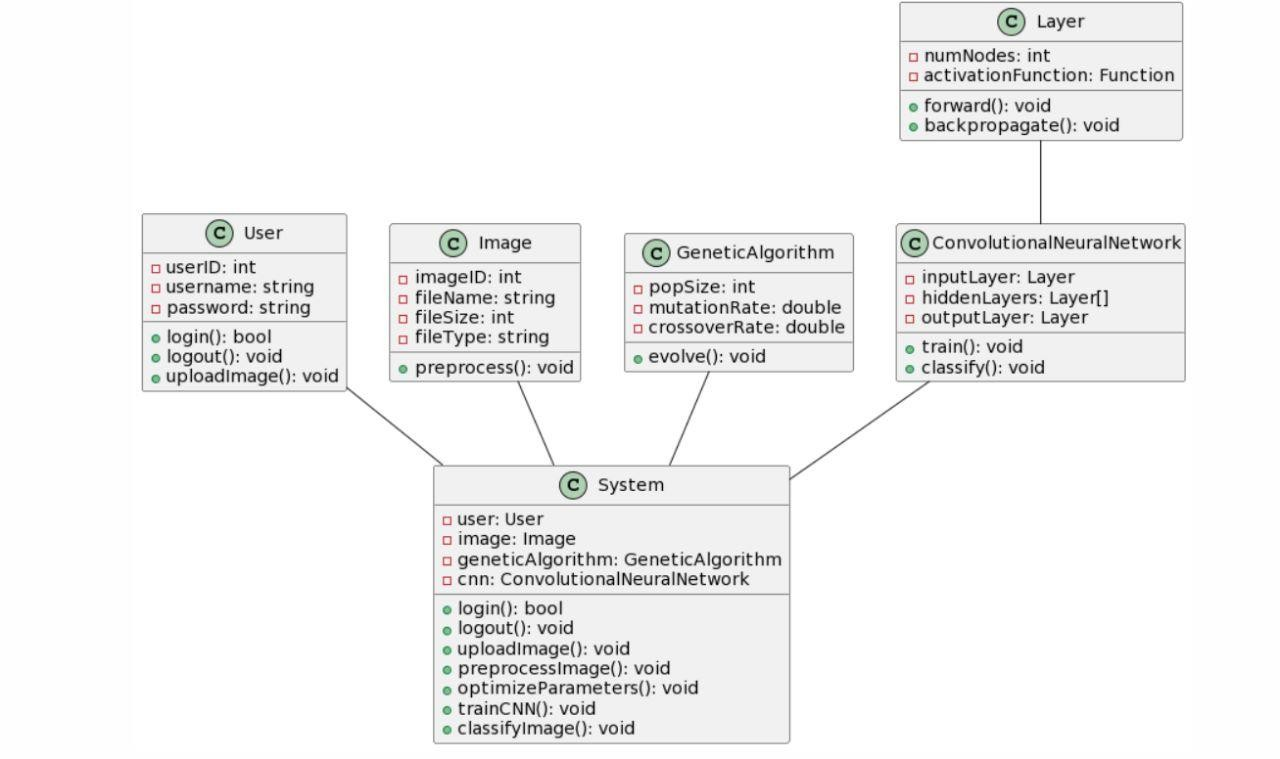 C Layer
numNodes: int
activationFunction: Function
forward(): void
backpropagate(): void
C User
userID: int
username: string
password: string
login(): bool
logout(): void
uploadImage(): void
C Image
imageID: int
fileName: string
fileSize: int
fileType: string
preprocess(): void
C GeneticAlgorithm
popSize: int
mutationRate: double
crossoverRate: double
evolve(): void
C ConvolutionalNeuralNetwork
inputLayer: Layer
hiddenLayers: Layer[]
outputLayer: Layer
train(): void
classify(): void
C System
user: User
image: Image
geneticAlgorithm: GeneticAlgorithm
cnn: ConvolutionalNeuralNetwork
login(): bool
logout(): void
uploadImage(): void
preprocessImage(): void
optimizeParameters(): void
trainCNN(): void
classifyImage(): void